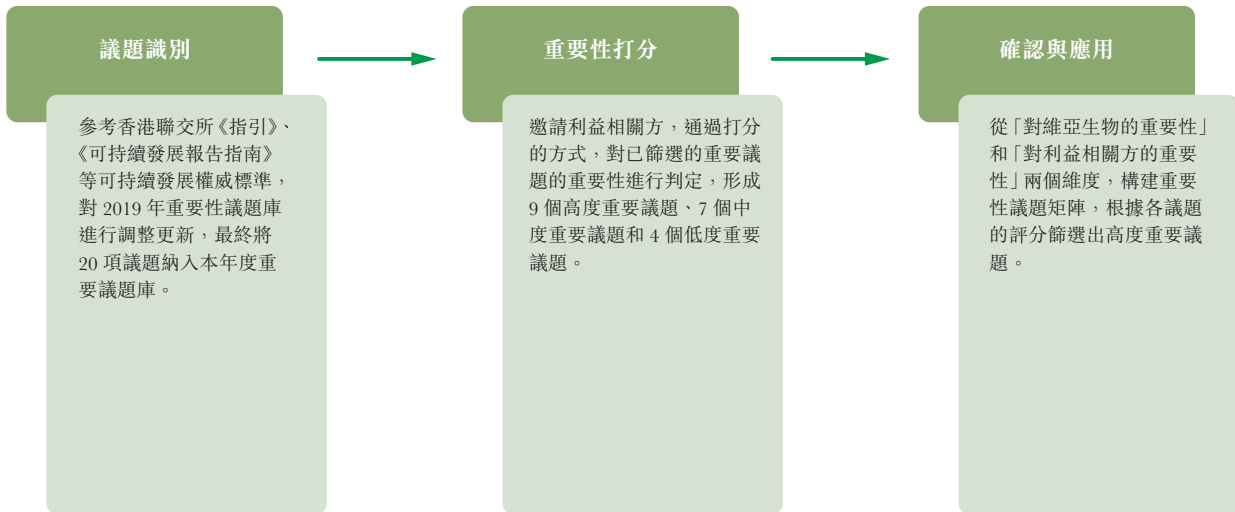 議題識別
參考香港聯交所《指引》、
《可持續發展報告指南》
等可持續發展權威標準，
對 2019 年重要性議題庫
進行調整更新，最終將
20 項議題納入本年度重
要議題庫。
重要性打分
邀請利益相關方，通過打分
的方式，對已篩選的重要議
題的重要性進行判定，形成
9 個高度重要議題、7 個中
度重要議題和 4 個低度重要
議題。
確認與應用
從「對維亞生物的重要性」
和「對利益相關方的重要
性」兩個維度，構建重要
性議題矩陣，根據各議題
的評分篩選出高度重要議
題。